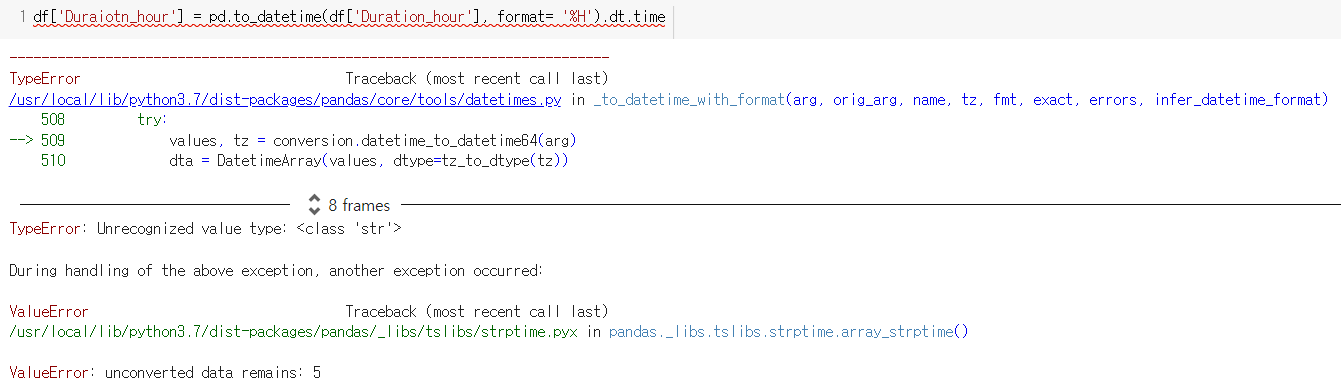 1 df['Duraiotn_hour'] = pd.to_datetime(df['Duration_hour'], format= '%H').dt.time
---------------------------------------------------------------------------
TypeError                                 Traceback (most recent call last)
/usr/local/lib/python3.7/dist-packages/pandas/core/tools/datetimes.py in _to_datetime_with_format(arg, orig_arg, name, tz, fmt, exact, errors, infer_datetime_format)
    508         try:
--> 509             values, tz = conversion.datetime_to_datetime64(arg)
    510             dta = DatetimeArray(values, dtype=tz_to_dtype(tz))
8 frames
TypeError: Unrecognized value type: <class 'str'>
During handling of the above exception, another exception occurred:
ValueError                                Traceback (most recent call last)
/usr/local/lib/python3.7/dist-packages/pandas/_libs/tslibs/strptime.pyx in pandas._libs.tslibs.strptime.array_strptime()
ValueError: unconverted data remains: 5